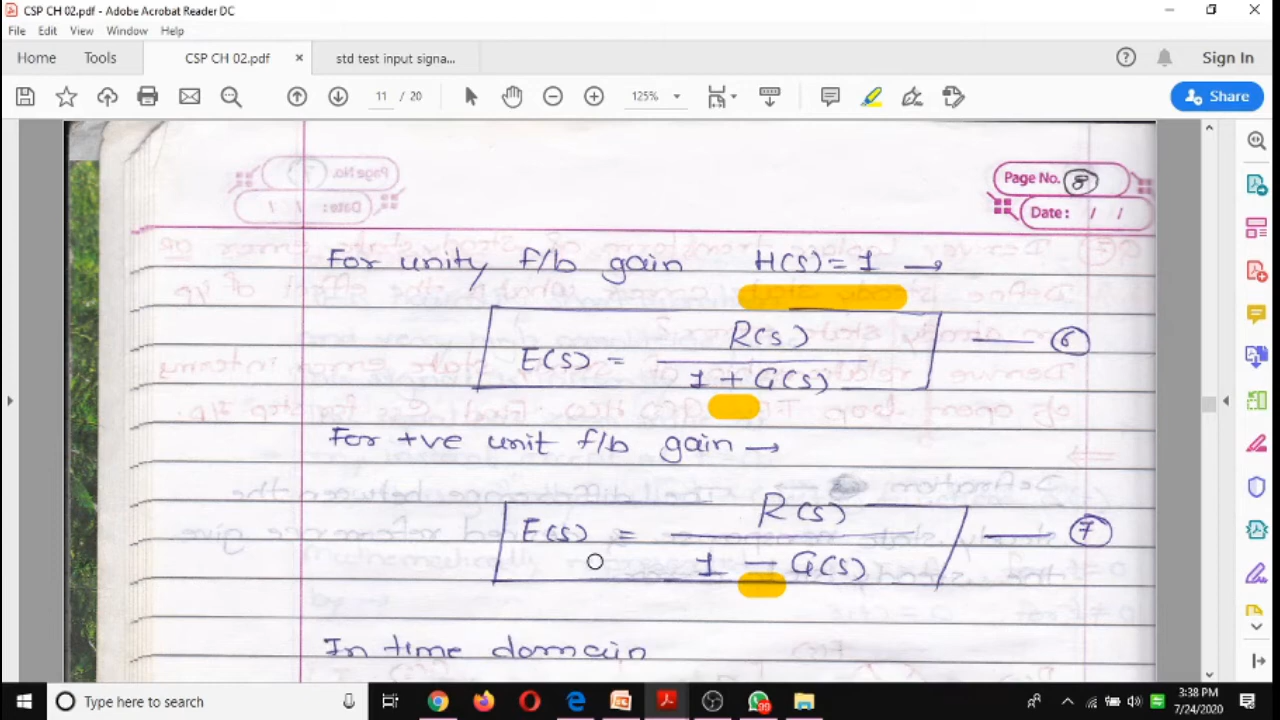 CSP CH 02.pdf - Adobe Acrobat Reader DC
File Edit View Window Help
Home Tools CSP CH 02.pdf × std test input signa... Sign In
11 / 20 125% Share
Page No. 8
Date: / /
For unity f/b gain H(s) = 1 →
E(s) = R(s) / 1 + G(s) — 6
For +ve unit f/b gain →
E(s) = R(s) / 1 - G(s) — 7
In time domain
Type here to search
99
3:38 PM
7/24/2020